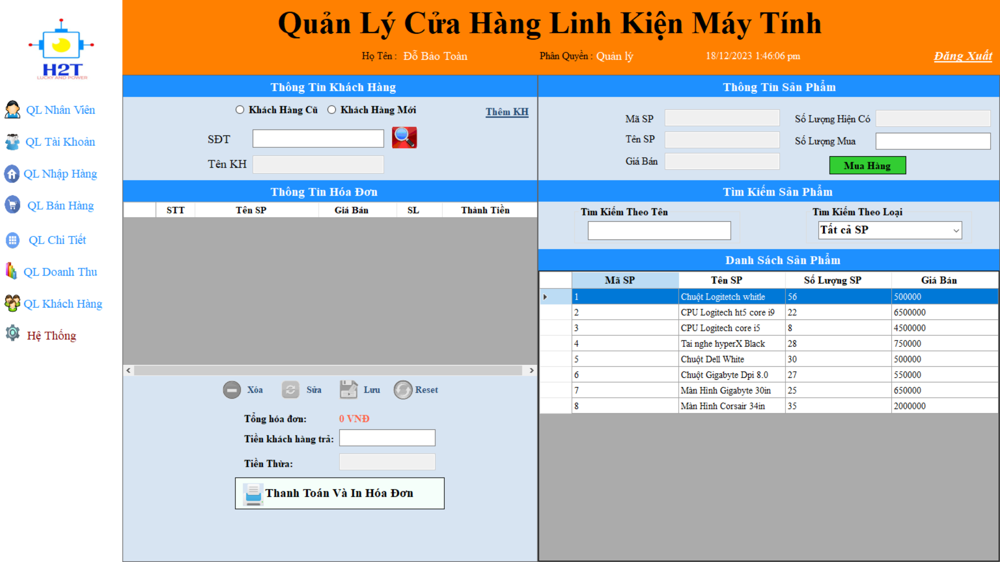 Quản Lý Cửa Hàng Linh Kiện Máy Tính
Họ Tên : Đỗ Bảo Toàn Phân Quyền : Quản lý 18/12/2023 1:46:06 pm Đăng Xuất
H2T
LUCKY AND POWER
QL Nhân Viên
QL Tài Khoản
QL Nhập Hàng
QL Bán Hàng
QL Chi Tiết
QL Doanh Thu
QL Khách Hàng
Hệ Thống
Thông Tin Khách Hàng
Khách Hàng Cũ Khách Hàng Mới Thêm KH
SĐT
Tên KH
Thông Tin Hóa Đơn
STT Tên SP Giá Bán SL Thành Tiền
Xóa Sửa Lưu Reset
Tổng hóa đơn: 0 VNĐ
Tiền khách hàng trả:
Tiền Thừa:
Thanh Toán Và In Hóa Đơn
Thông Tin Sản Phẩm
Mã SP Số Lượng Hiện Có
Tên SP Số Lượng Mua
Giá Bán Mua Hàng
Tìm Kiếm Sản Phẩm
Tìm Kiếm Theo Tên Tìm Kiếm Theo Loại
Tất cả SP
Danh Sách Sản Phẩm
Mã SP Tên SP Số Lượng SP Giá Bán
1 Chuột Logitetch whitle 56 500000
2 CPU Logitech ht5 core i9 22 6500000
3 CPU Logitech core i5 8 4500000
4 Tai nghe hyperX Black 28 750000
5 Chuột Dell White 30 500000
6 Chuột Gigabyte Dpi 8.0 27 550000
7 Màn Hình Gigabyte 30in 25 650000
8 Màn Hình Corsair 34in 35 2000000